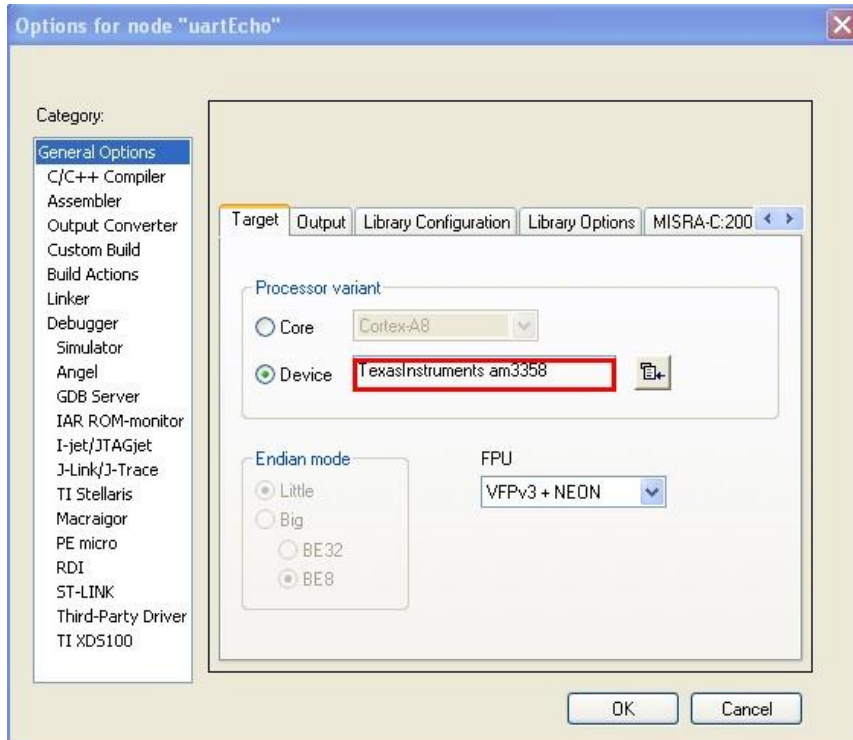 Options for node "uartEcho"
Category:
General Options
C/C++ Compiler
Assembler
Output Converter
Custom Build
Build Actions
Linker
Debugger
Simulator
Angel
GDB Server
IAR ROM-monitor
I-jet/JTAGjet
J-Link/J-Trace
TI Stellaris
Macraigor
PE micro
RDI
ST-LINK
Third-Party Driver
TI XDS100
Target Output Library Configuration Library Options MISRA-C:200
Processor variant
Core Cortex-A8
Device TexasInstruments am3358
Endian mode
Little
Big
BE32
BE8
FPU
VFPv3 + NEON
OK Cancel